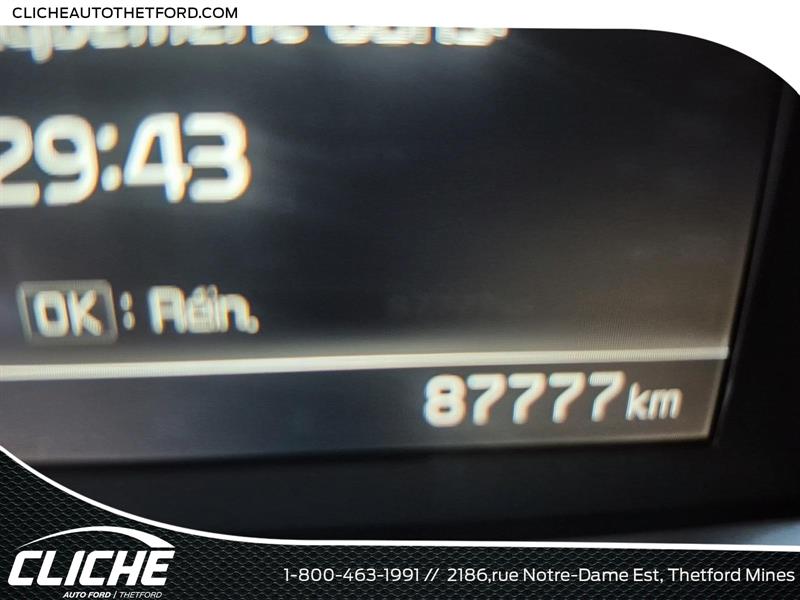 CLICHEAUTOTHETFORD.COM
29:43
OK : Réin.
87777 km
CLICHÉ
AUTO FORD / THETFORD
1-800-463-1991 // 2186,rue Notre-Dame Est, Thetford Mines